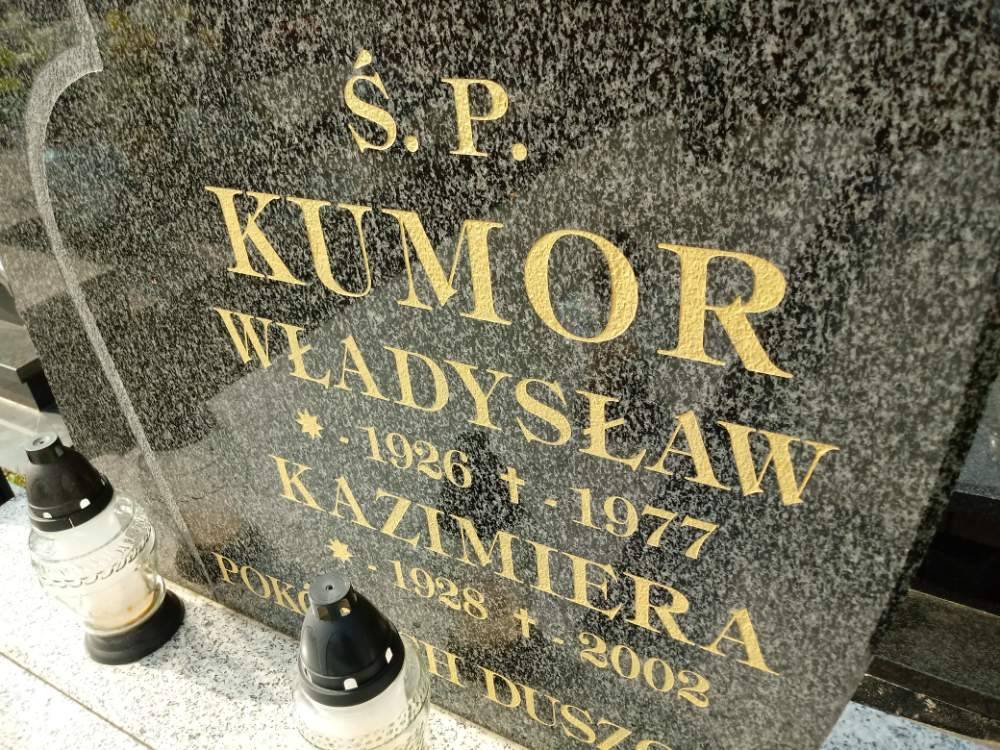 Ś. P.
KUMOR
WŁADYSŁAW
* - 1926 † - 1977
KAZIMIERA
* - 1928 † - 2002